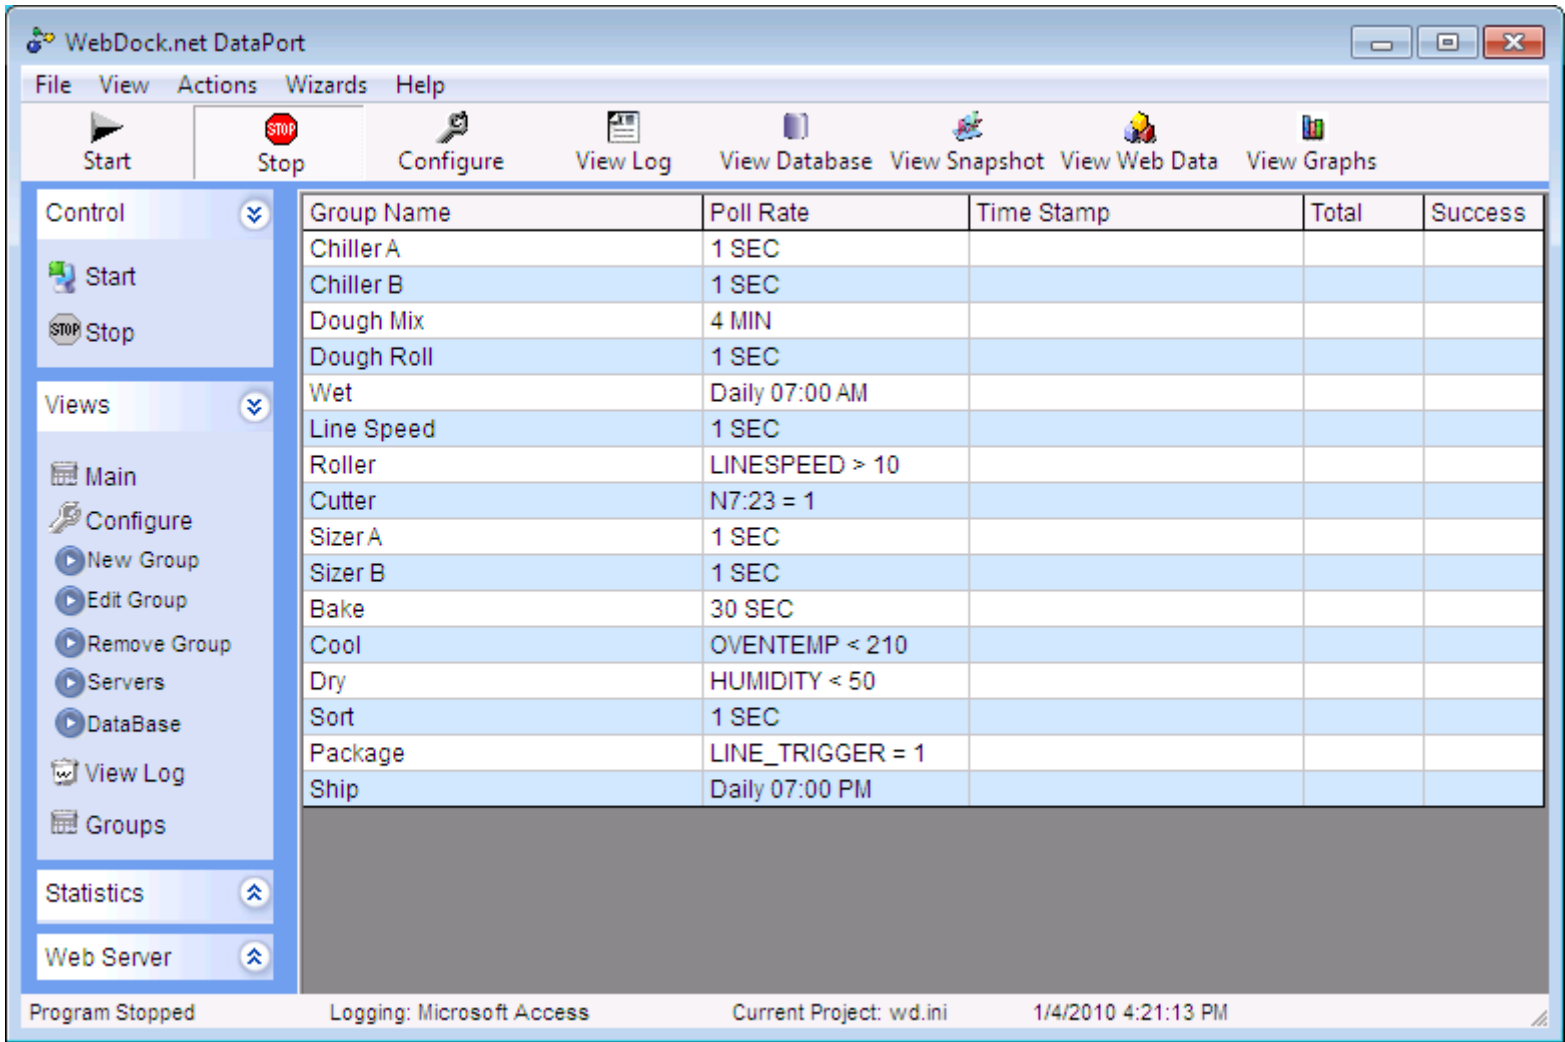 WebDock.net DataPort
File View Actions Wizards Help
STOP
Start Stop Configure View Log View Database View Snapshot View Web Data View Graphs
Control
Start
STOP Stop
Views
Main
Configure
New Group
Edit Group
Remove Group
Servers
DataBase
View Log
Groups
Statistics
Web Server
Group Name Poll Rate Time Stamp Total Success
Chiller A 1 SEC
Chiller B 1 SEC
Dough Mix 4 MIN
Dough Roll 1 SEC
Wet Daily 07:00 AM
Line Speed 1 SEC
Roller LINESPEED > 10
Cutter N7:23 = 1
Sizer A 1 SEC
Sizer B 1 SEC
Bake 30 SEC
Cool OVENTEMP < 210
Dry HUMIDITY < 50
Sort 1 SEC
Package LINE_TRIGGER = 1
Ship Daily 07:00 PM
Program Stopped Logging: Microsoft Access Current Project: wd.ini 1/4/2010 4:21:13 PM